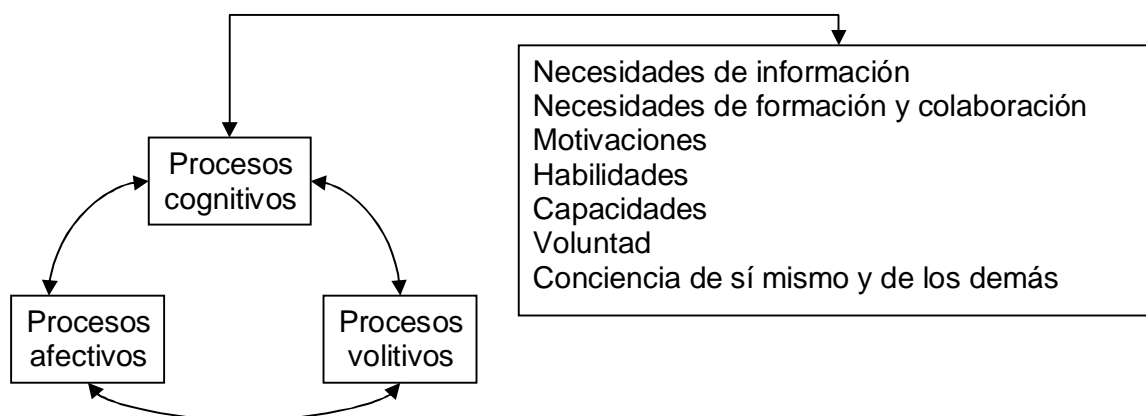 Necesidades de información
Necesidades de formación y colaboración
Motivaciones
Habilidades
Capacidades
Voluntad
Conciencia de sí mismo y de los demás
Procesos
cognitivos
Procesos
afectivos
Procesos
volitivos